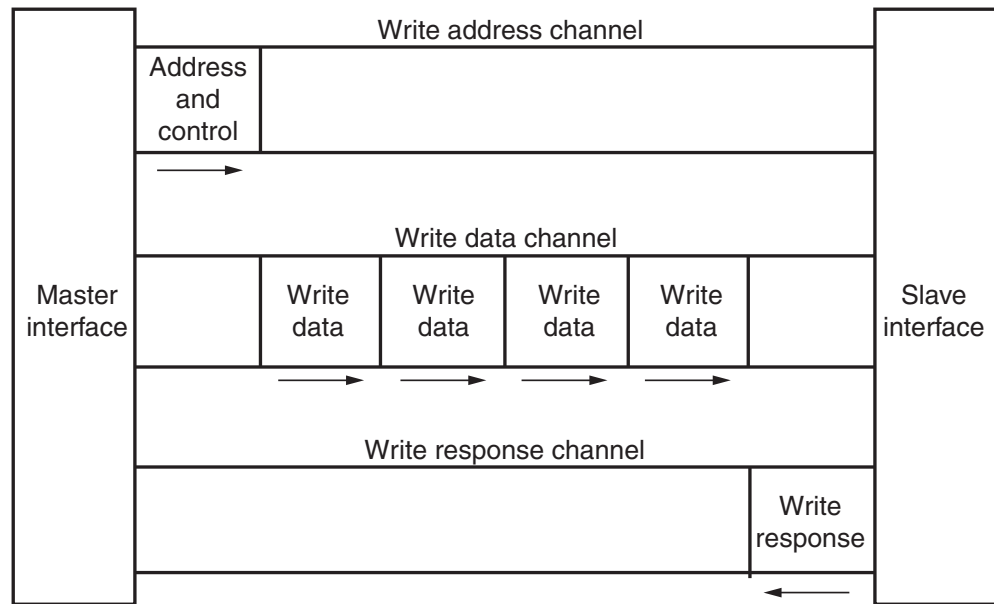 Write address channel
Address
and
control
Write data channel
Master
interface
Write
data
Write
data
Write
data
Write
data
Slave
interface
Write response channel
Write
response